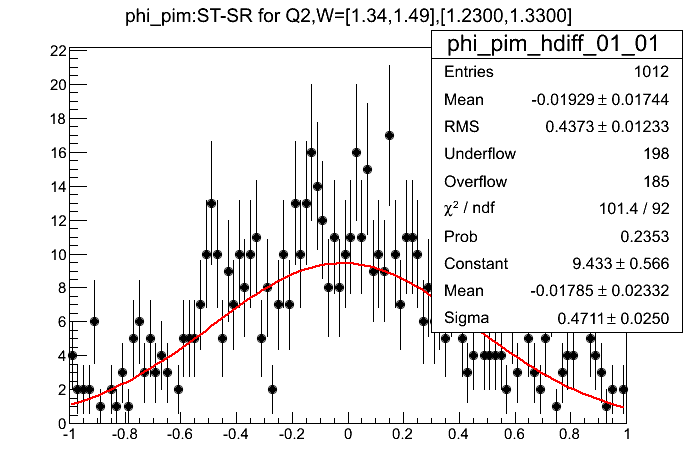 phi_pim:ST-SR for Q2,W=[1.34,1.49],[1.2300,1.3300]
phi_pim_hdiff_01_01
Entries 1012
Mean -0.01929 ± 0.01744
RMS 0.4373 ± 0.01233
Underflow 198
Overflow 185
χ² / ndf 101.4 / 92
Prob 0.2353
Constant 9.433 ± 0.566
Mean -0.01785 ± 0.02332
Sigma 0.4711 ± 0.0250
22
20
18
16
14
12
10
8
6
4
2
0
-1 -0.8 -0.6 -0.4 -0.2 0 0.2 0.4 0.6 0.8 1